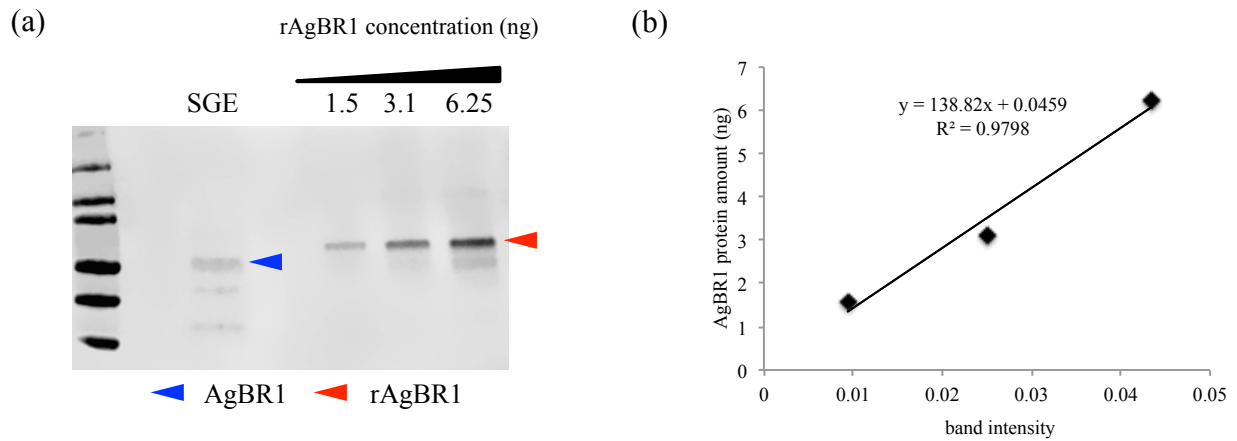 (a)
rAgBR1 concentration (ng)
SGE 1.5 3.1 6.25
AgBR1 rAgBR1
(b)
AgBR1 protein amount (ng)
7
6
5
4
3
2
1
0
y = 138.82x + 0.0459
R² = 0.9798
0 0.01 0.02 0.03 0.04 0.05
band intensity